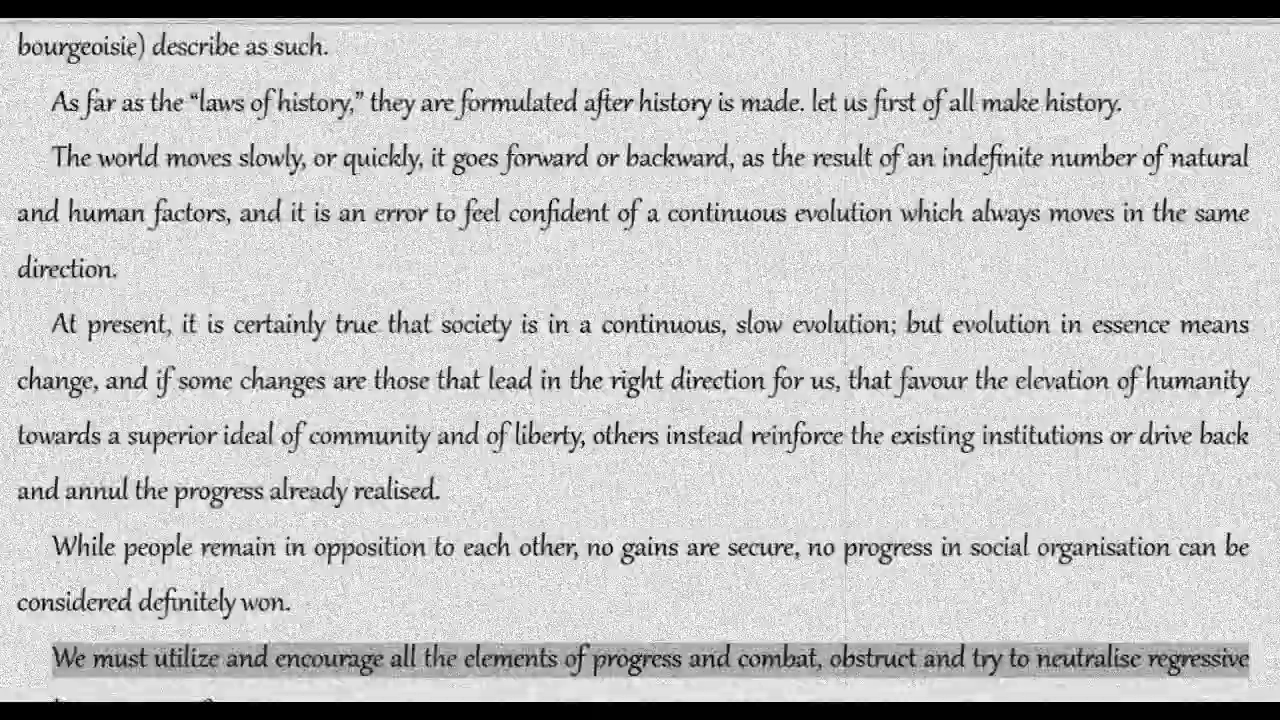 bourgeoisie) describe as such.
As far as the “laws of history,” they are formulated after history is made. let us first of all make history.
The world moves slowly, or quickly, it goes forward or backward, as the result of an indefinite number of natural
and human factors, and it is an error to feel confident of a continuous evolution which always moves in the same
direction.
At present, it is certainly true that society is in a continuous, slow evolution; but evolution in essence means
change, and if some changes are those that lead in the right direction for us, that favour the elevation of humanity
towards a superior ideal of community and of liberty, others instead reinforce the existing institutions or drive back
and annul the progress already realised.
While people remain in opposition to each other, no gains are secure, no progress in social organisation can be
considered definitely won.
We must utilize and encourage all the elements of progress and combat, obstruct and try to neutralise regressive